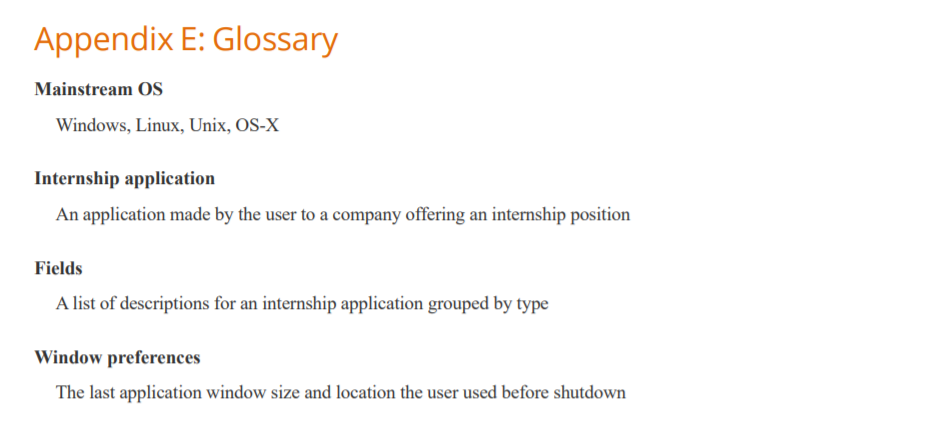 Appendix E: Glossary
Mainstream OS
Windows, Linux, Unix, OS-X
Internship application
An application made by the user to a company offering an internship position
Fields
A list of descriptions for an internship application grouped by type
Window preferences
The last application window size and location the user used before shutdown